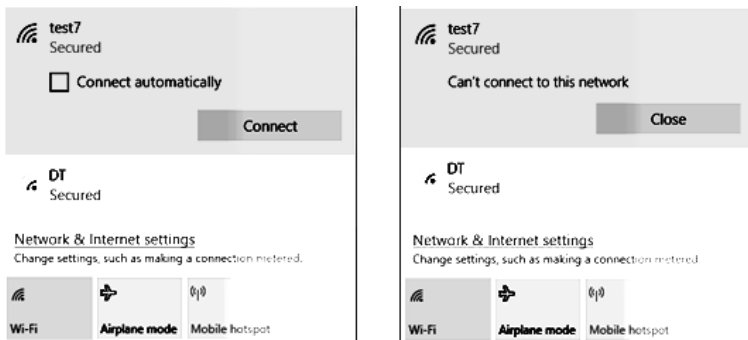 test7
Secured
Connect automatically
Connect
DT
Secured
Network & Internet settings
Change settings, such as making a connection metered.
Wi-Fi
Airplane mode
Mobile hotspot
test7
Secured
Can't connect to this network
Close
DT
Secured
Network & Internet settings
Change settings, such as making a connection metered
Wi-Fi
Airplane mode
Mobile hotspot